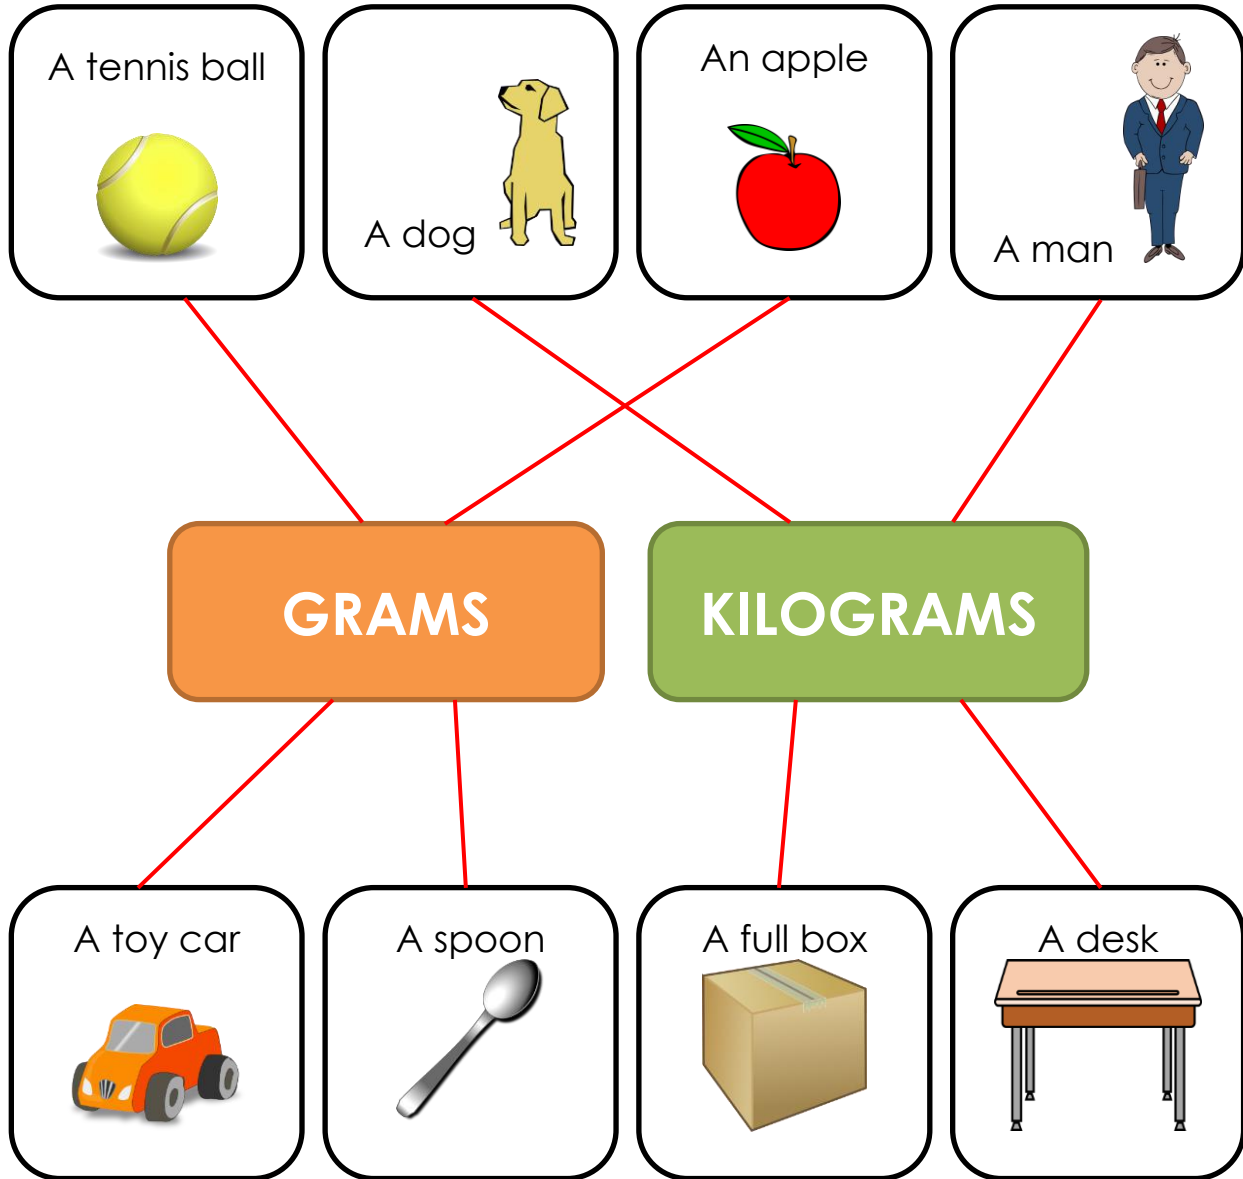 A tennis ball
A dog
An apple
A man
GRAMS
KILOGRAMS
A toy car
A spoon
A full box
A desk